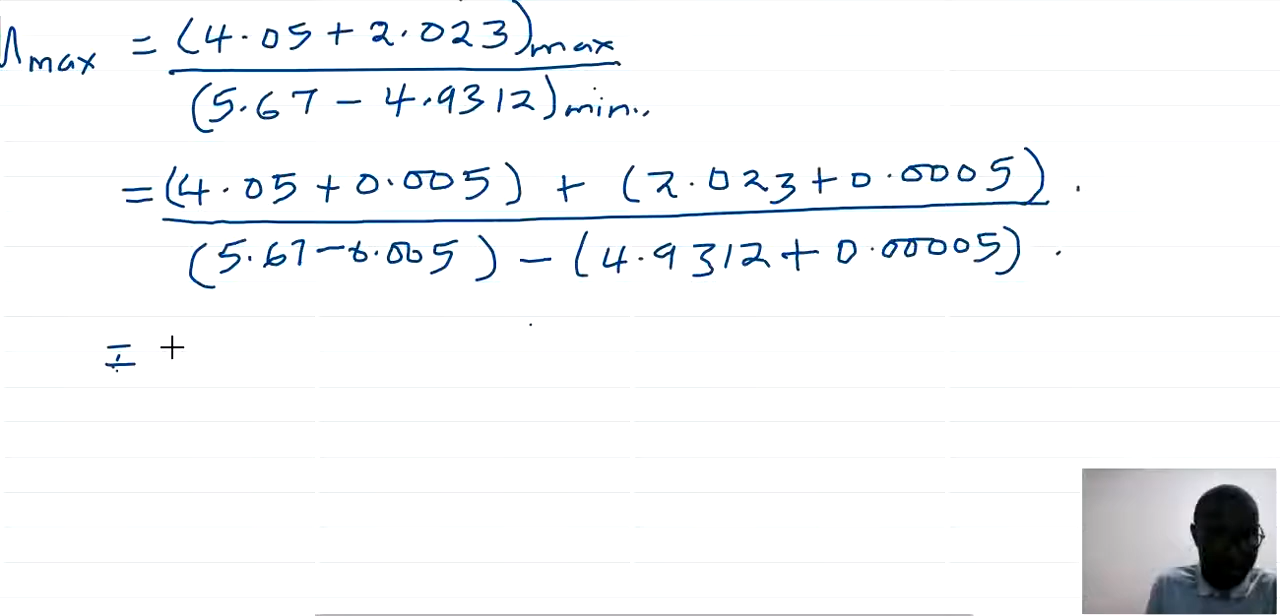 max = (4.05 + 2.023)max
(5.67 - 4.9312)min..
= (4.05 + 0.005) + (2.023 + 0.0005).
(5.67 - 0.005) - (4.9312 + 0.00005).
=